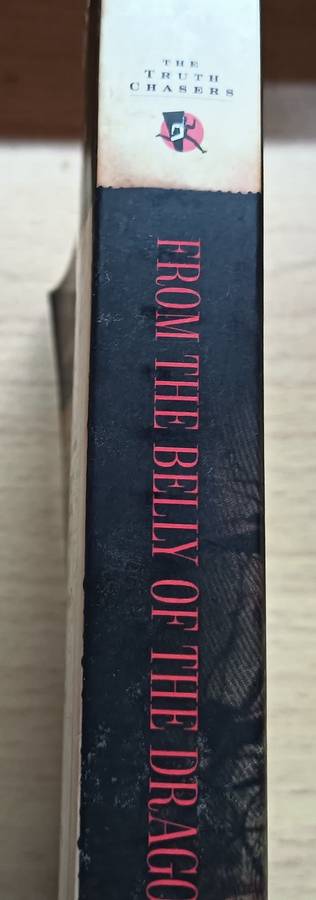 THE
TRUTH
CHASERS
FROM THE BELLY OF THE DRAGO